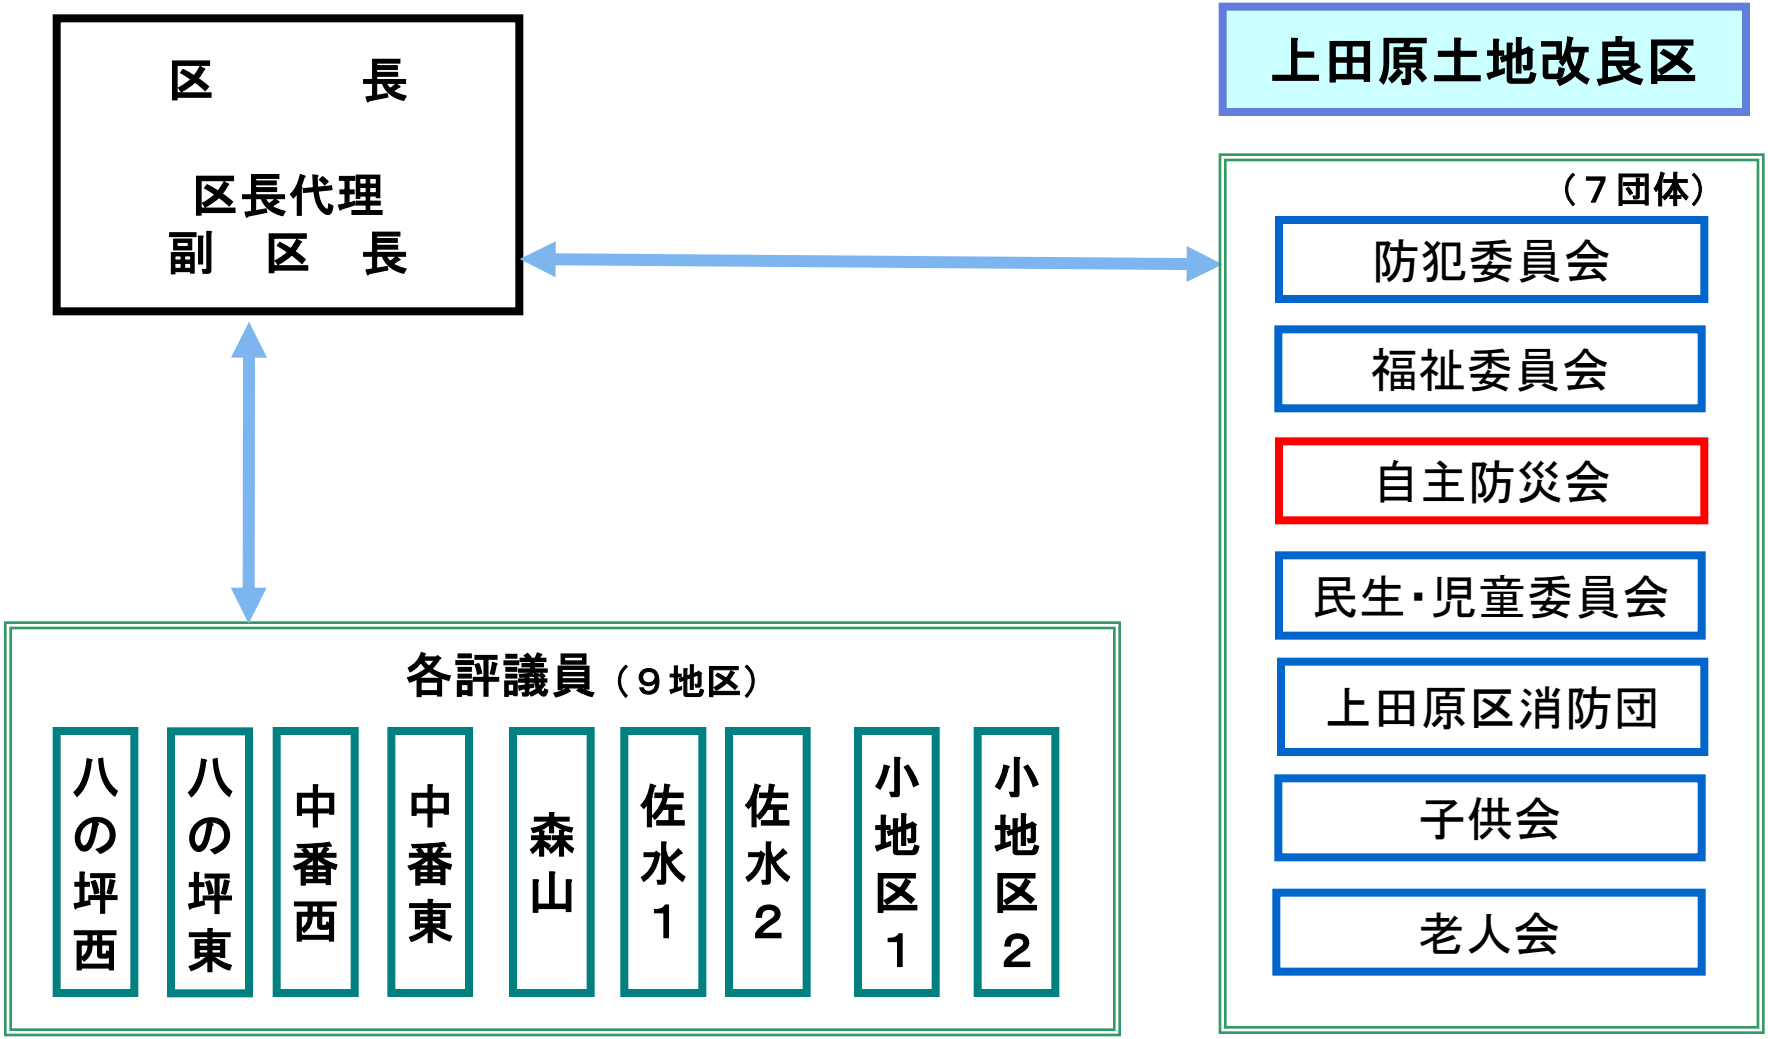 区　長
区長代理
副　区　長
上田原土地改良区
（７団体）
防犯委員会
福祉委員会
自主防災会
民生・児童委員会
上田原区消防団
子供会
老人会
各評議員（９地区）
八の坪西
八の坪東
中番西
中番東
森山
佐水１
佐水２
小地区１
小地区２